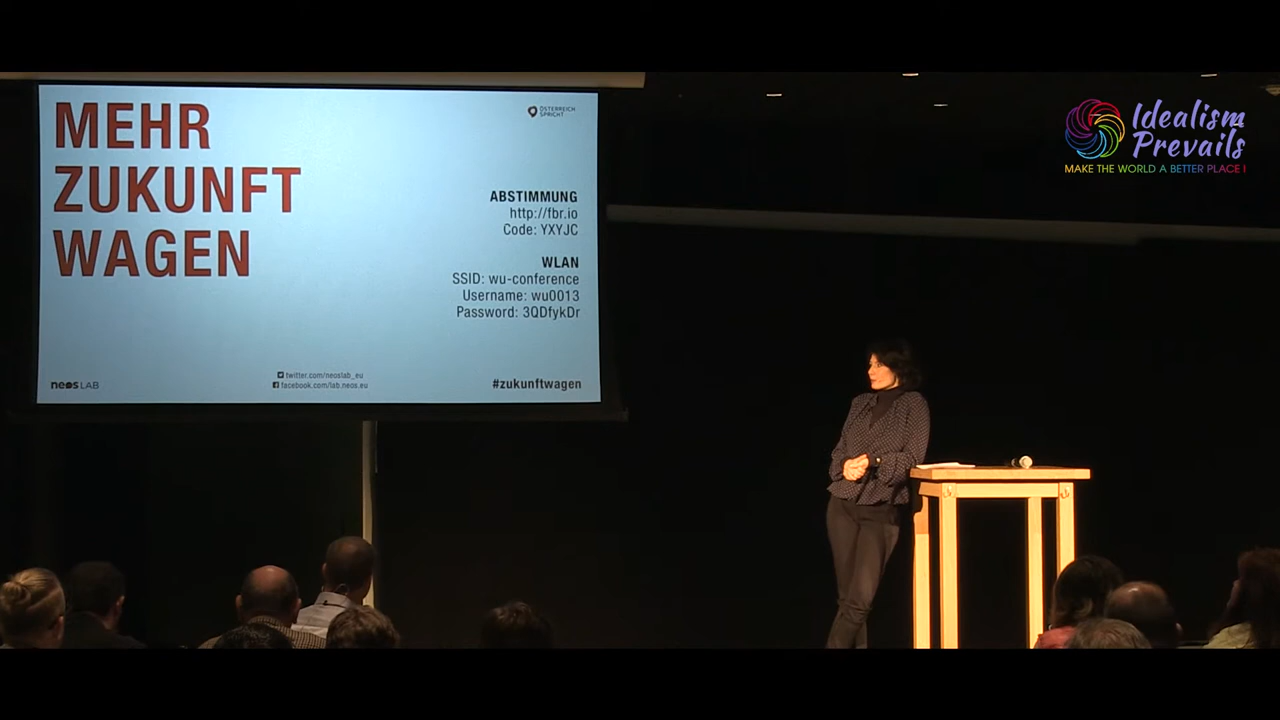 MEHR
ZUKUNFT
WAGEN
ÖSTERREICH
SPRICHT
ABSTIMMUNG
http://fbr.io
Code: YXYJC
WLAN
SSID: wu-conference
Username: wu0013
Password: 3QDfykDr
neos LAB
twitter.com/neoslab_eu
facebook.com/lab.neos.eu
#zukunftwagen
Idealism
Prevails
MAKE THE WORLD A BETTER PLACE !